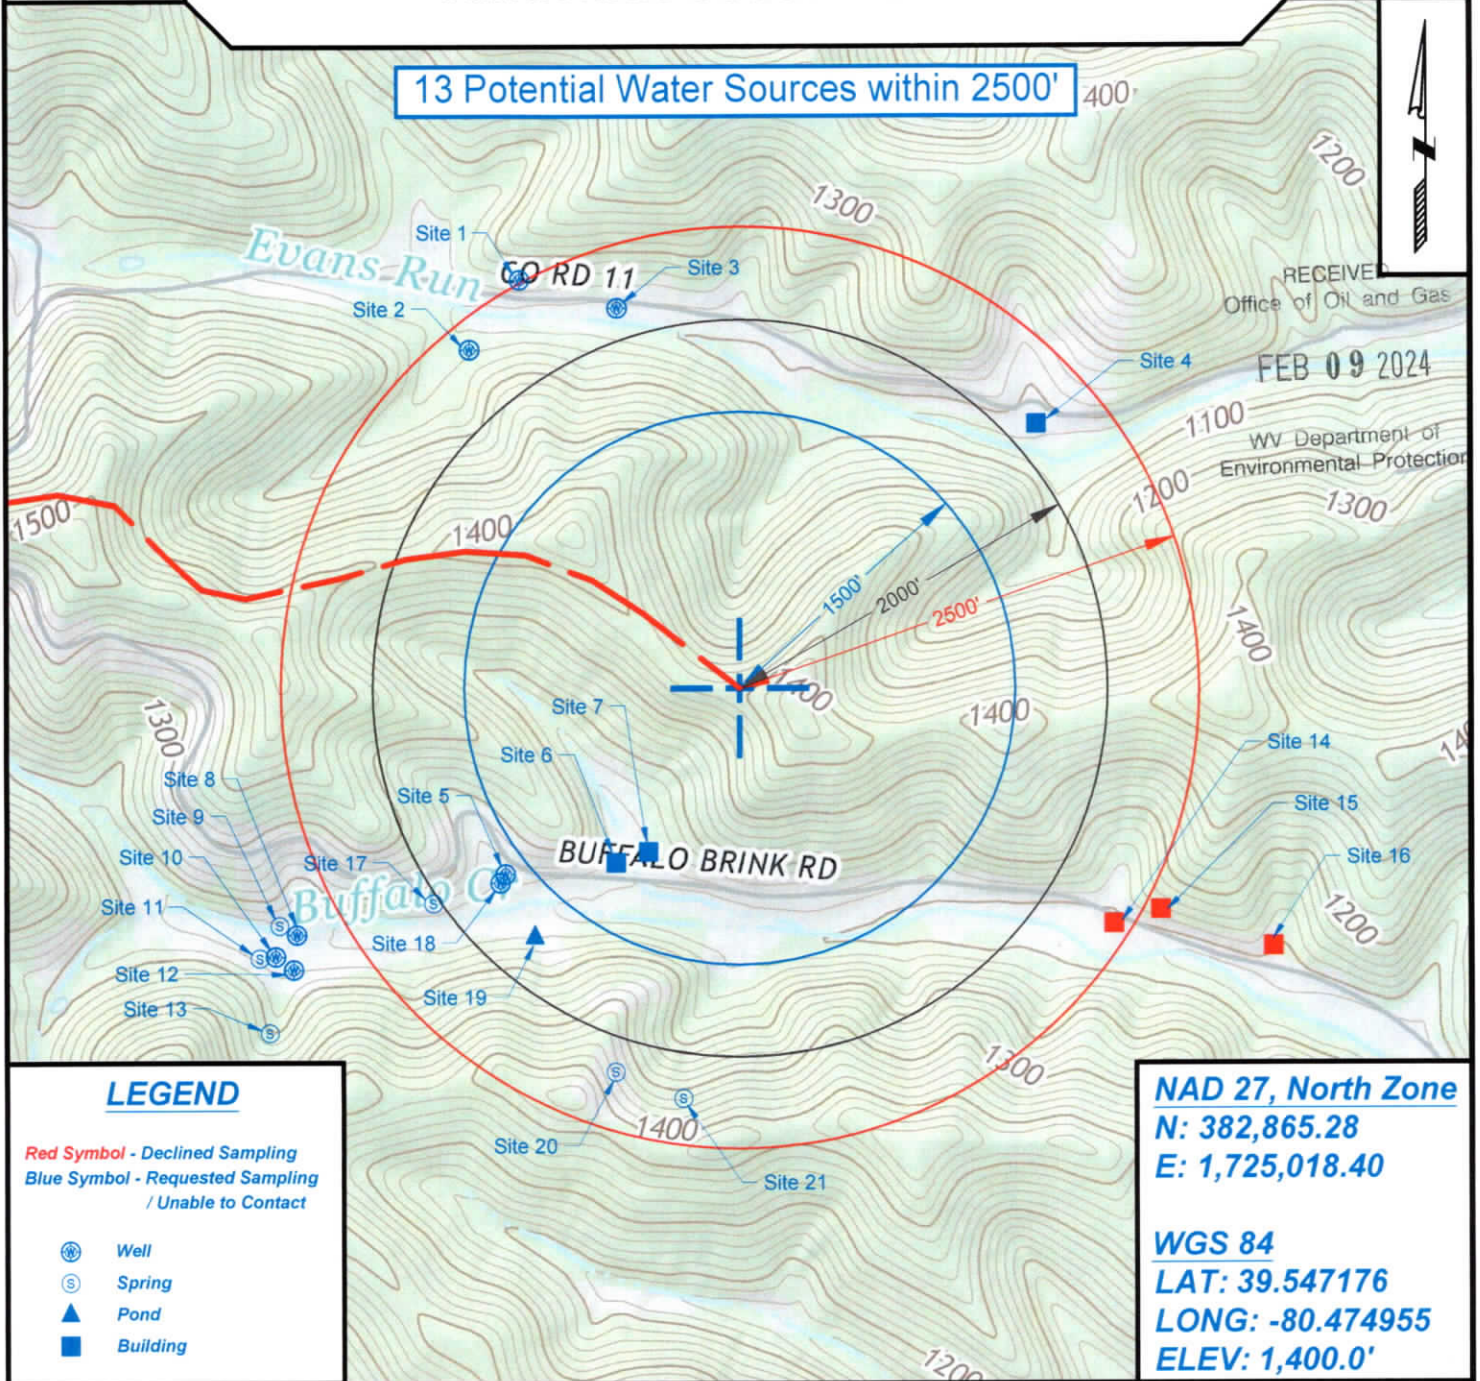 13 Potential Water Sources within 2500'
400
1200
1300
Evans Run
Site 1
CO RD 11
Site 3
Site 2
RECEIVED
Office of Oil and Gas
Site 4
FEB 09 2024
1100
WV Department of
Environmental Protection
1200
1300
1500
1400
1500'
2000'
2500'
1400
1400
1400
Site 7
1300
Site 6
Site 14
Site 8
Site 5
Site 15
Site 9
BUFFALO BRINK RD
Site 10
Site 17
Site 16
Buffalo Cr
Site 11
1200
Site 18
Site 12
Site 19
Site 13
1300
1400
Site 20
Site 21
1200
LEGEND
Red Symbol - Declined Sampling
Blue Symbol - Requested Sampling
/ Unable to Contact
W Well
S Spring
Pond
Building
NAD 27, North Zone
N: 382,865.28
E: 1,725,018.40
WGS 84
LAT: 39.547176
LONG: -80.474955
ELEV: 1,400.0'